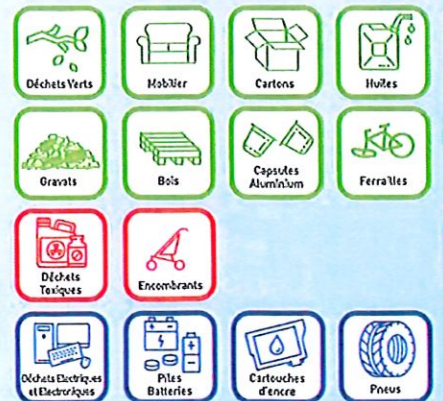 Déchets Verts
Mobilier
Cartons
Huiles
Gravats
Bois
Capsules
Aluminium
Ferrailles
Déchets
Toxiques
Encombrants
Déchets Electriques
et Electroniques
Piles
Batteries
Cartouches
d'encre
Pneus